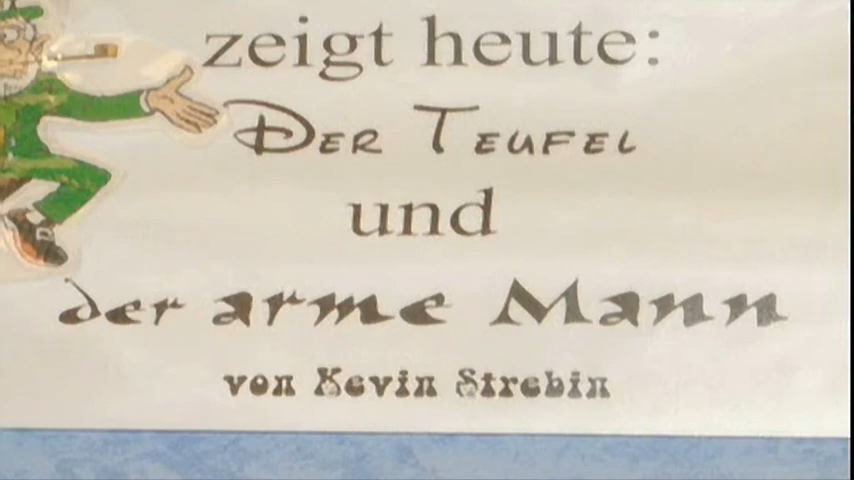 zeigt heute:
DER TEUFEL
und
der arme Mann
von Kevin Strebin